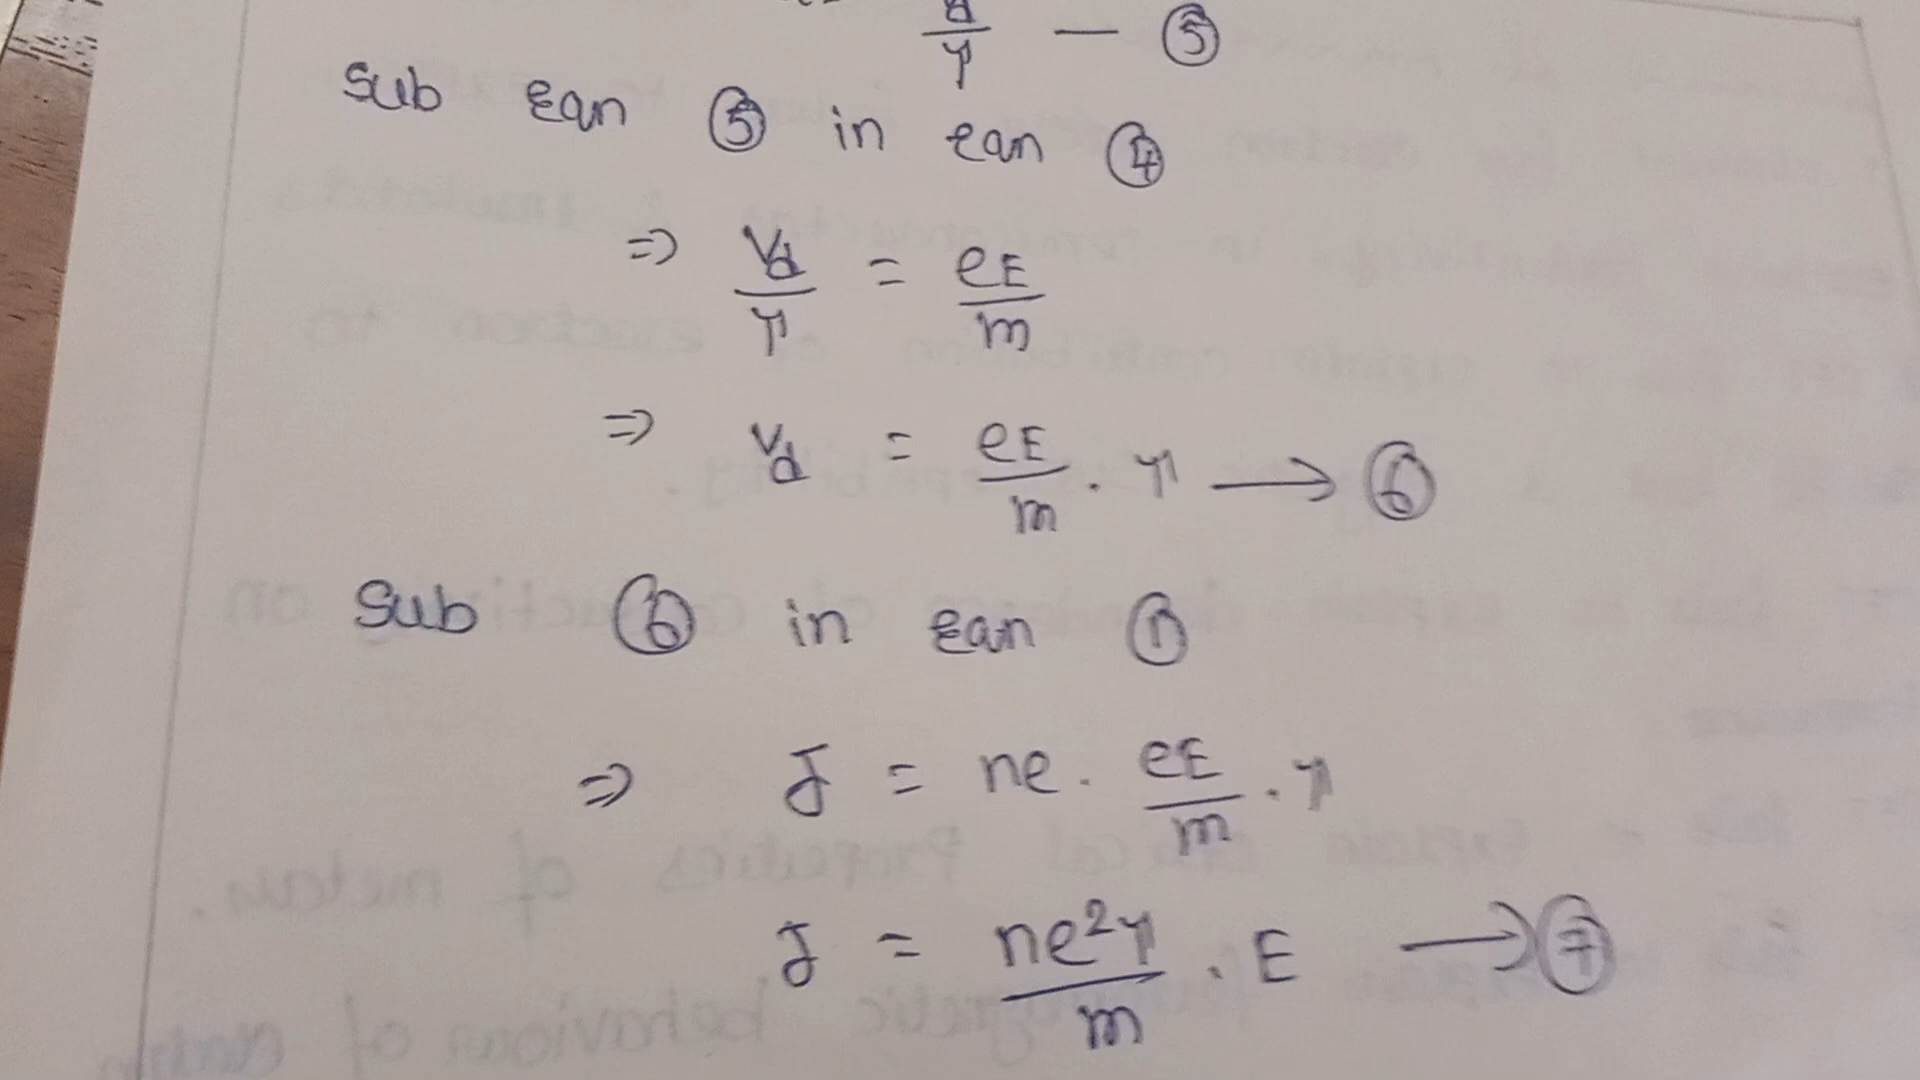 d/τ — ⑤
Sub Eqn ⑤ in eqn ④
⇒ Vd/τ = eE/m
⇒ Vd = eE/m . τ → ⑥
Sub ⑥ in eqn ①
⇒ J = ne . eE/m . τ
J = ne²τ/m . E → ⑦